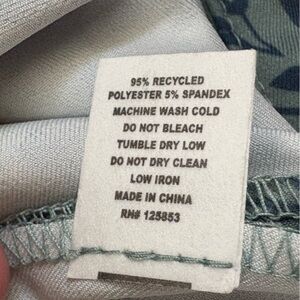 95% RECYCLED
POLYESTER 5% SPANDEX
MACHINE WASH COLD
DO NOT BLEACH
TUMBLE DRY LOW
DO NOT DRY CLEAN
LOW IRON
MADE IN CHINA
RN# 125853